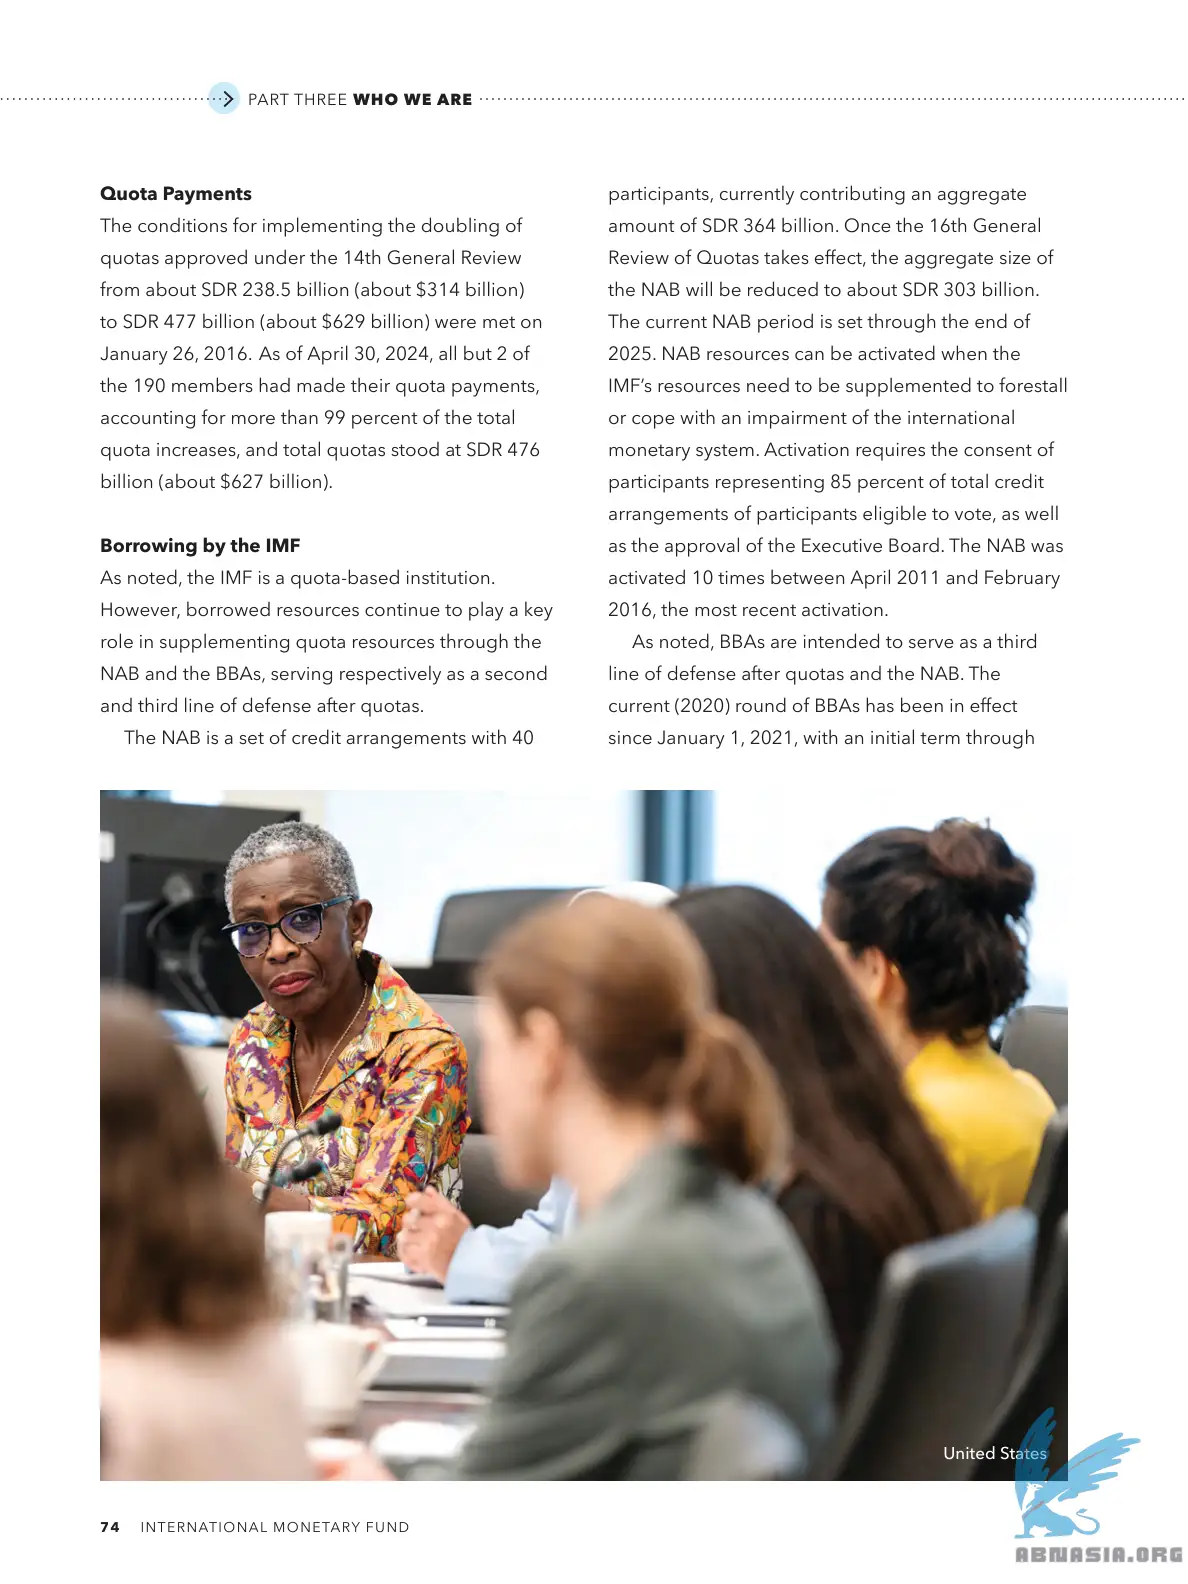 PART THREE WHO WE ARE
Quota Payments
The conditions for implementing the doubling of
quotas approved under the 14th General Review
from about SDR 238.5 billion (about $314 billion)
to SDR 477 billion (about $629 billion) were met on
January 26, 2016. As of April 30, 2024, all but 2 of
the 190 members had made their quota payments,
accounting for more than 99 percent of the total
quota increases, and total quotas stood at SDR 476
billion (about $627 billion).
Borrowing by the IMF
As noted, the IMF is a quota-based institution.
However, borrowed resources continue to play a key
role in supplementing quota resources through the
NAB and the BBAs, serving respectively as a second
and third line of defense after quotas.
The NAB is a set of credit arrangements with 40
participants, currently contributing an aggregate
amount of SDR 364 billion. Once the 16th General
Review of Quotas takes effect, the aggregate size of
the NAB will be reduced to about SDR 303 billion.
The current NAB period is set through the end of
2025. NAB resources can be activated when the
IMF’s resources need to be supplemented to forestall
or cope with an impairment of the international
monetary system. Activation requires the consent of
participants representing 85 percent of total credit
arrangements of participants eligible to vote, as well
as the approval of the Executive Board. The NAB was
activated 10 times between April 2011 and February
2016, the most recent activation.
As noted, BBAs are intended to serve as a third
line of defense after quotas and the NAB. The
current (2020) round of BBAs has been in effect
since January 1, 2021, with an initial term through
United States
74 INTERNATIONAL MONETARY FUND
ABNASIA.ORG